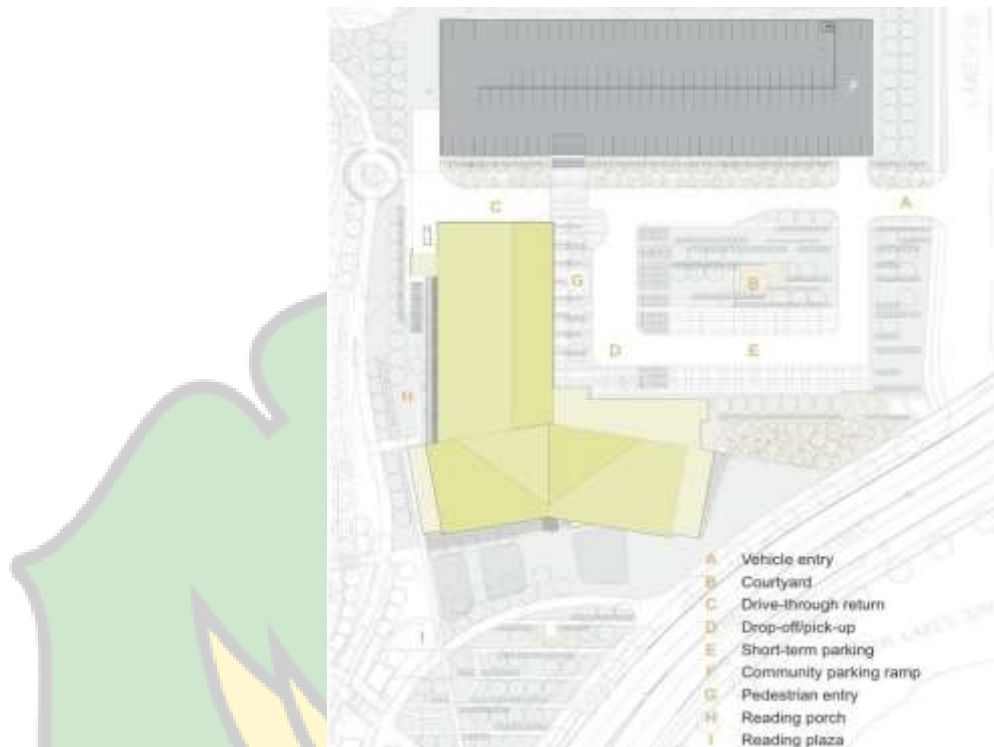 F
C
A
G
B
D
E
H
I
A Vehicle entry
B Courtyard
C Drive-through return
D Drop-off/pick-up
E Short-term parking
F Community parking ramp
G Pedestrian entry
H Reading porch
I Reading plaza